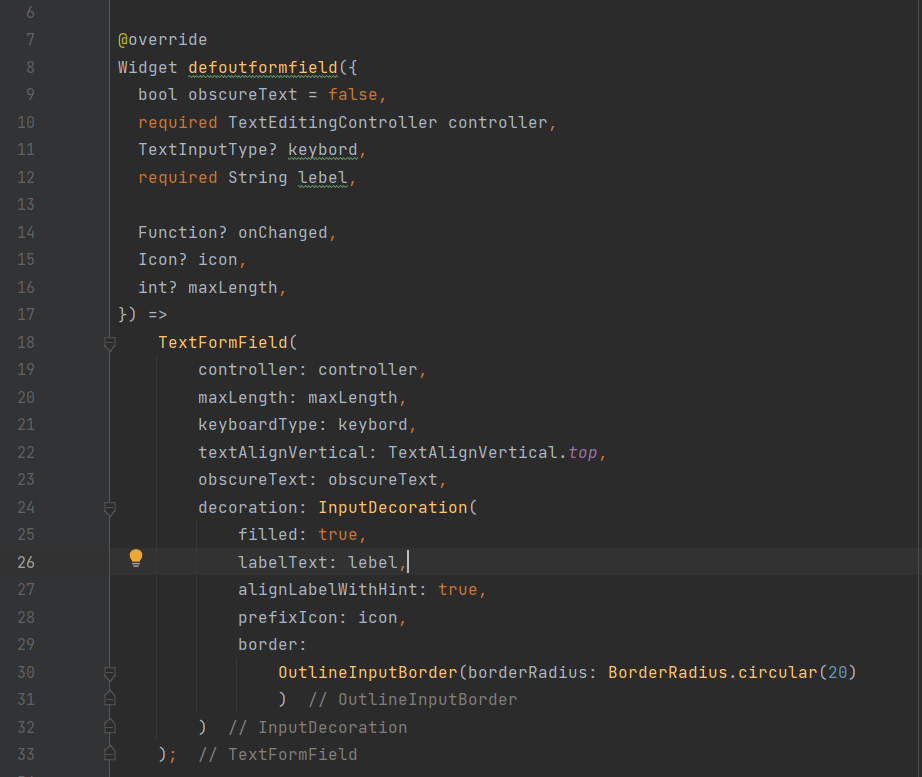 6
7 @override
8 Widget defoutformfield({
9 bool obscureText = false,
10 required TextEditingController controller,
11 TextInputType? keybord,
12 required String lebel,
13
14 Function? onChanged,
15 Icon? icon,
16 int? maxLength,
17 }) =>
18 TextFormField(
19 controller: controller,
20 maxLength: maxLength,
21 keyboardType: keybord,
22 textAlignVertical: TextAlignVertical.top,
23 obscureText: obscureText,
24 decoration: InputDecoration(
25 filled: true,
26 labelText: lebel,
27 alignLabelWithHint: true,
28 prefixIcon: icon,
29 border:
30 OutlineInputBorder(borderRadius: BorderRadius.circular(20)
31 ) // OutlineInputBorder
32 ) // InputDecoration
33 ); // TextFormField